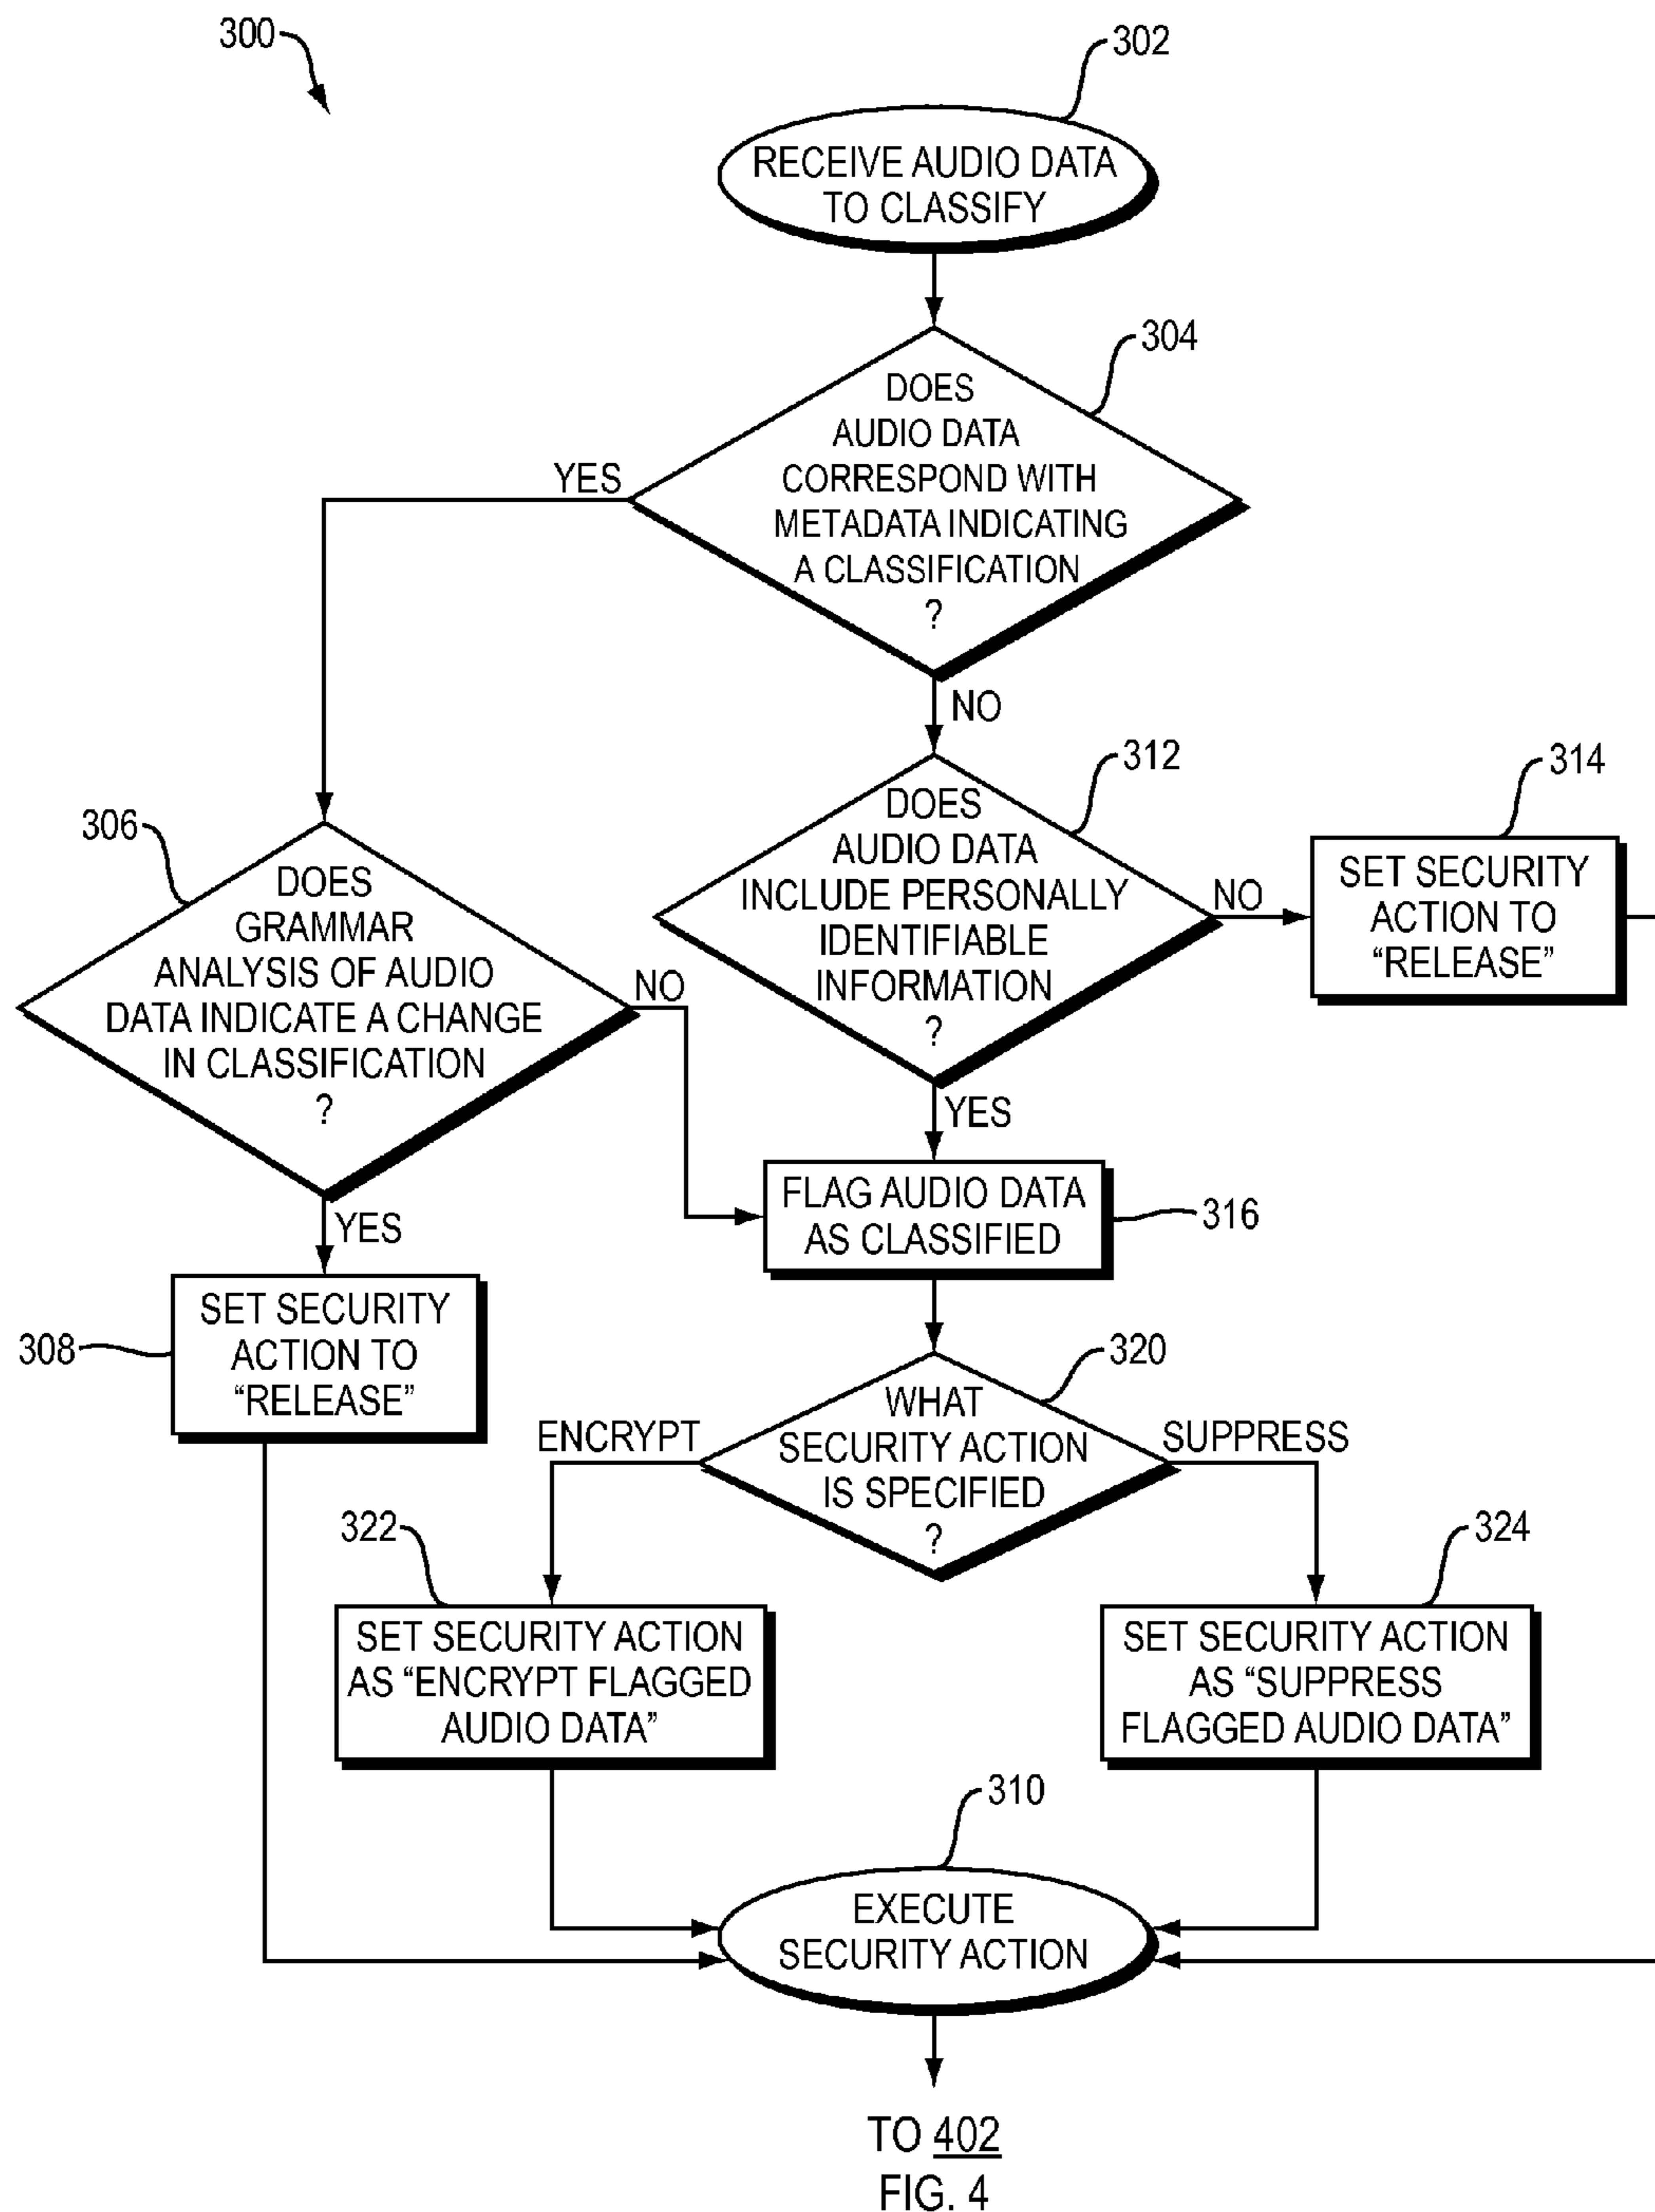 300
302
RECEIVE AUDIO DATA
TO CLASSIFY
304
DOES
AUDIO DATA
CORRESPOND WITH
METADATA INDICATING
A CLASSIFICATION
?
YES
NO
306
DOES
GRAMMAR
ANALYSIS OF AUDIO
DATA INDICATE A CHANGE
IN CLASSIFICATION
?
NO
YES
312
DOES
AUDIO DATA
INCLUDE PERSONALLY
IDENTIFIABLE
INFORMATION
?
NO
YES
314
SET SECURITY
ACTION TO
“RELEASE”
308
SET SECURITY
ACTION TO
“RELEASE”
FLAG AUDIO DATA
AS CLASSIFIED
316
320
WHAT
SECURITY ACTION
IS SPECIFIED
?
ENCRYPT
SUPPRESS
322
SET SECURITY ACTION
AS “ENCRYPT FLAGGED
AUDIO DATA”
324
SET SECURITY ACTION
AS “SUPPRESS
FLAGGED AUDIO DATA”
310
EXECUTE
SECURITY ACTION
TO 402
FIG. 4